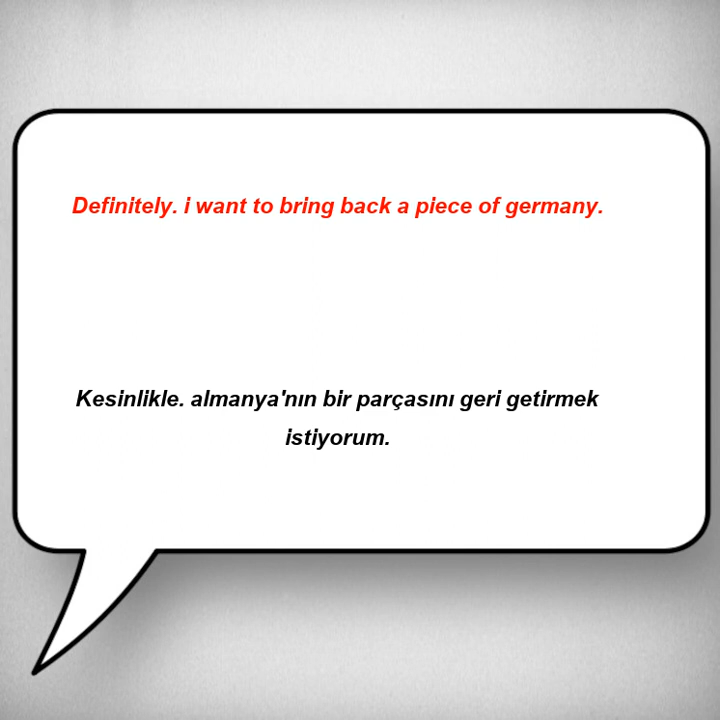 Definitely. i want to bring back a piece of germany.
Kesinlikle. almanya'nın bir parçasını geri getirmek
istiyorum.